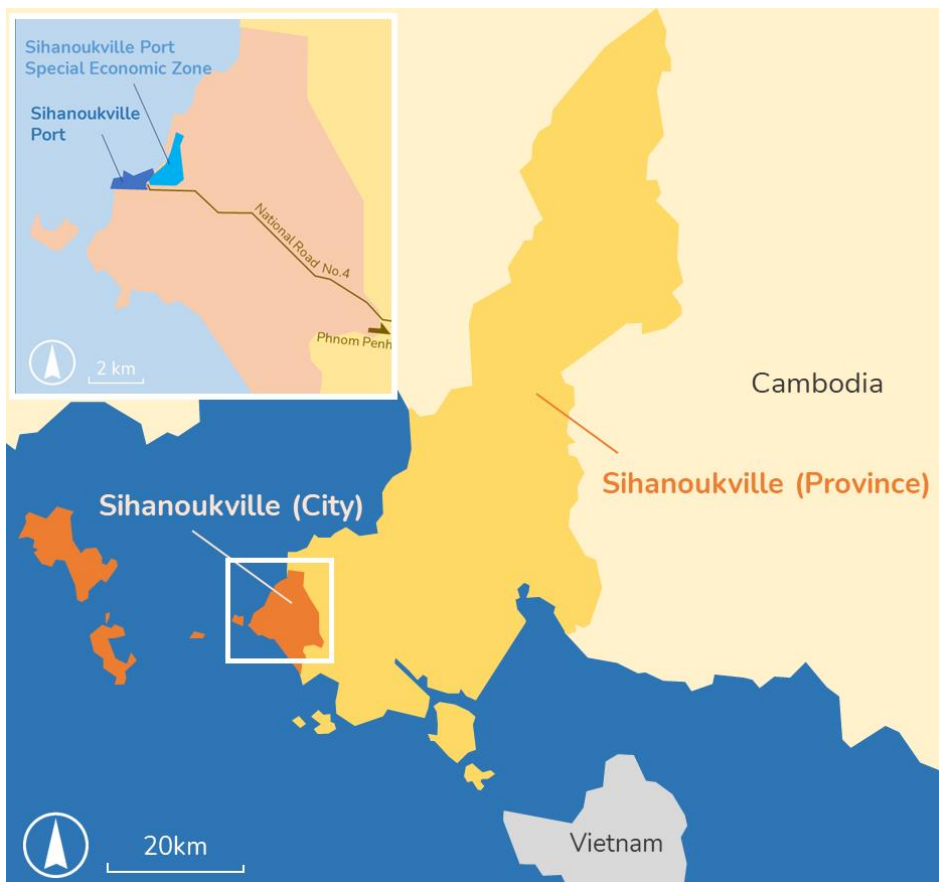 Sihanoukville Port
Special Economic Zone
Sihanoukville
Port
National Road No.4
Phnom Penh
2 km
Cambodia
Sihanoukville (Province)
Sihanoukville (City)
Vietnam
20km